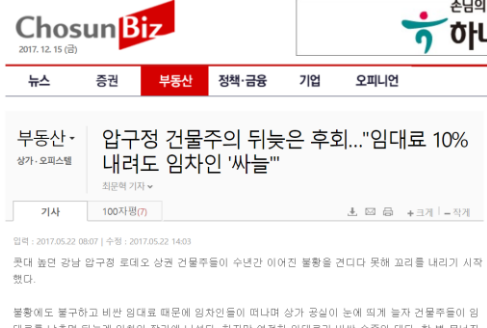 손님의
Chosun Biz
하나
2017. 12. 15 (금)
뉴스 증권 부동산 정책·금융 기업 오피니언
부동산
상가·오피스텔
압구정 건물주의 뒤늦은 후회..."임대료 10% 내려도 임차인 '싸늘'"
최문혁 기자
기사 100자평(7) +크게 -작게
입력 : 2017.05.22 08:07 | 수정 : 2017.05.22 14:03
콧대 높던 강남 압구정 로데오 상권 건물주들이 수년간 이어진 불황을 견디다 못해 꼬리를 내리기 시작
했다.
불황에도 불구하고 비싼 임대료 때문에 임차인들이 떠나며 상가 공실이 눈에 띄게 늘자 건물주들이 임